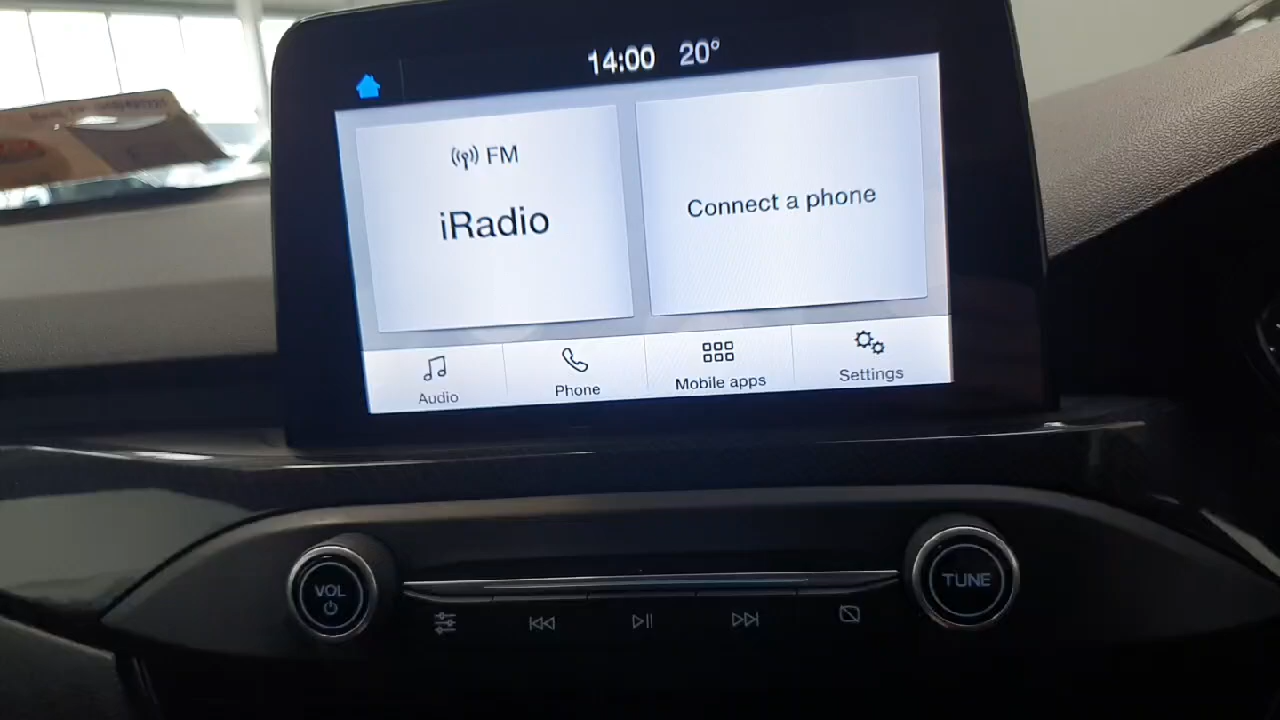 14:00 20°
FM
iRadio
Connect a phone
Audio
Phone
Mobile apps
Settings
VOL
TUNE